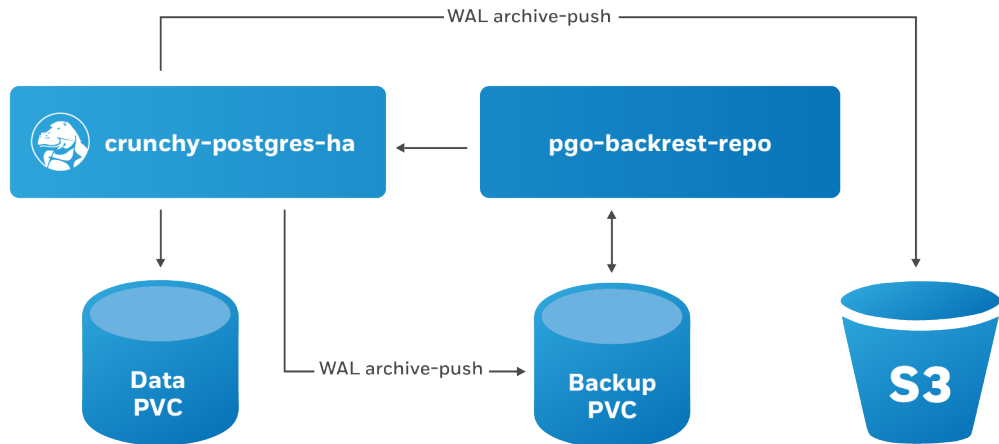 WAL archive-push
crunchy-postgres-ha
pgo-backrest-repo
WAL archive-push
Data
PVC
Backup
PVC
S3